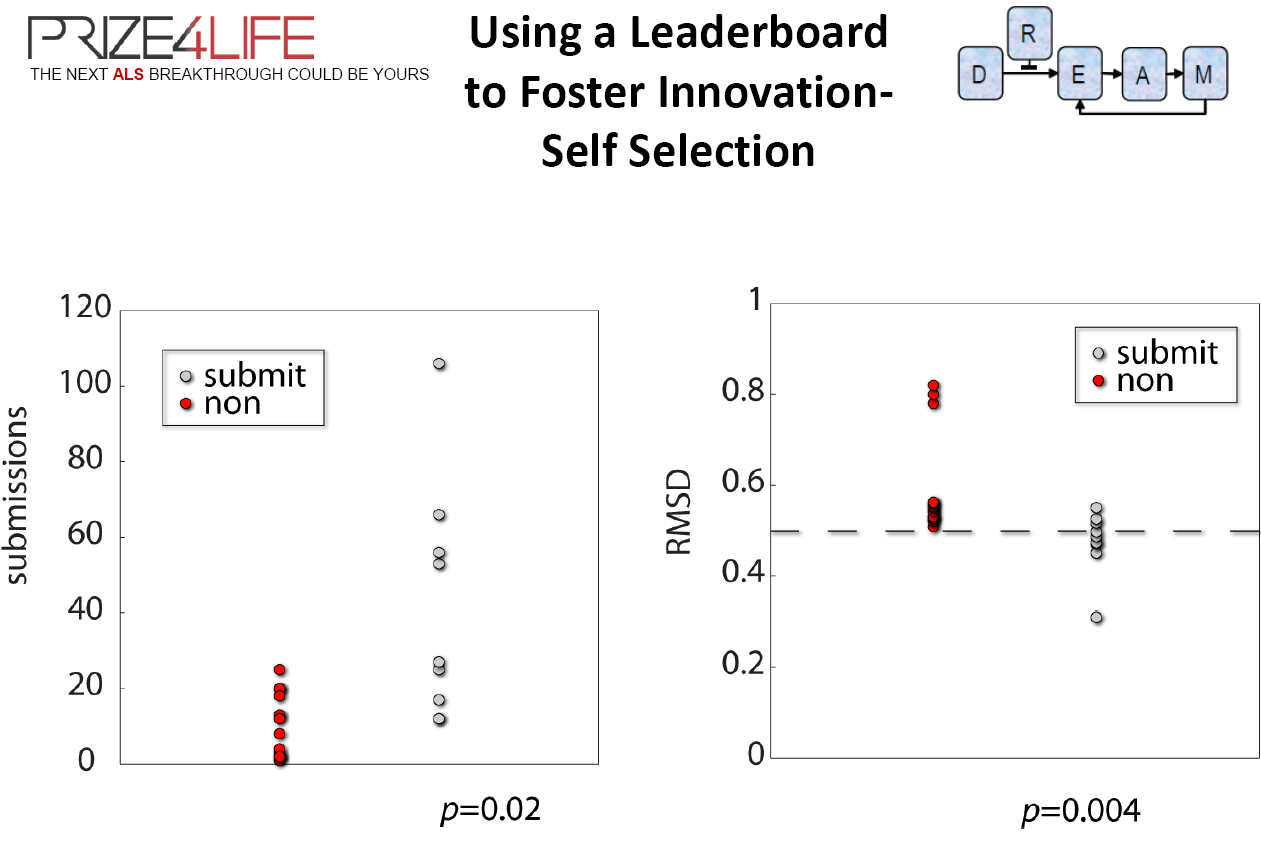 PRIZE4LIFE
THE NEXT ALS BREAKTHROUGH COULD BE YOURS
Using a Leaderboard
to Foster Innovation-
Self Selection
R
D E A M
120
100
80
60
40
20
0
submissions
submit
non
p=0.02
1
0.8
0.6
0.4
0.2
0
RMSD
submit
non
p=0.004